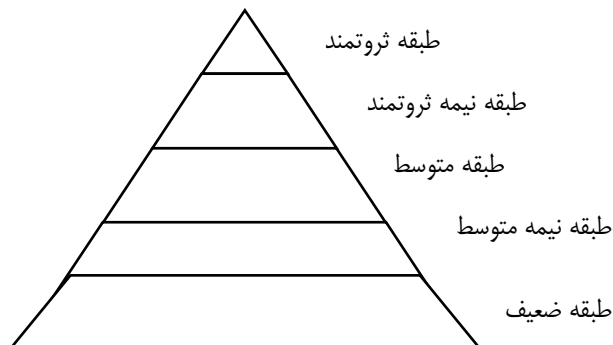 طبقه ثروتمند
طبقه نیمه ثروتمند
طبقه متوسط
طبقه نیمه متوسط
طبقه ضعیف